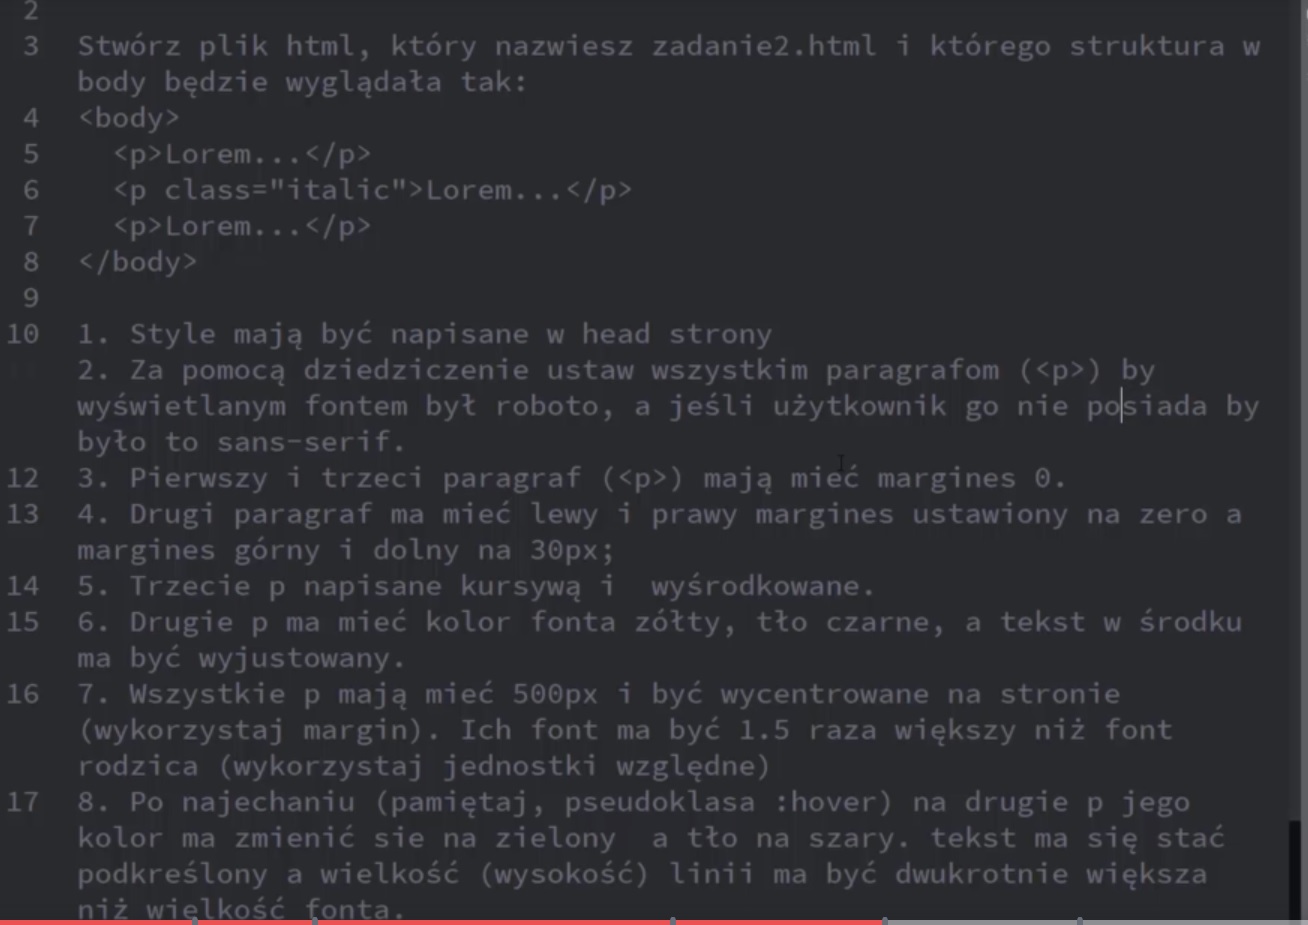 2
3 Stwórz plik html, który nazwiesz zadanie2.html i którego struktura w
body będzie wyglądała tak:
4 <body>
5 <p>Lorem...</p>
6 <p class="italic">Lorem...</p>
7 <p>Lorem...</p>
8 </body>
9
10 1. Style mają być napisane w head strony
2. Za pomocą dziedziczenie ustaw wszystkim paragrafom (<p>) by
wyświetlanym fontem był roboto, a jeśli użytkownik go nie posiada by
było to sans-serif.
12 3. Pierwszy i trzeci paragraf (<p>) mają mieć margines 0.
13 4. Drugi paragraf ma mieć lewy i prawy margines ustawiony na zero a
margines górny i dolny na 30px;
14 5. Trzecie p napisane kursywą i  wyśrodkowane.
15 6. Drugie p ma mieć kolor fonta zółty, tło czarne, a tekst w środku
ma być wyjustowany.
16 7. Wszystkie p mają mieć 500px i być wycentrowane na stronie
(wykorzystaj margin). Ich font ma być 1.5 raza większy niż font
rodzica (wykorzystaj jednostki względne)
17 8. Po najechaniu (pamiętaj, pseudoklasa :hover) na drugie p jego
kolor ma zmienić sie na zielony  a tło na szary. tekst ma się stać
podkreślony a wielkość (wysokość) linii ma być dwukrotnie większa
niż wielkość fonta.